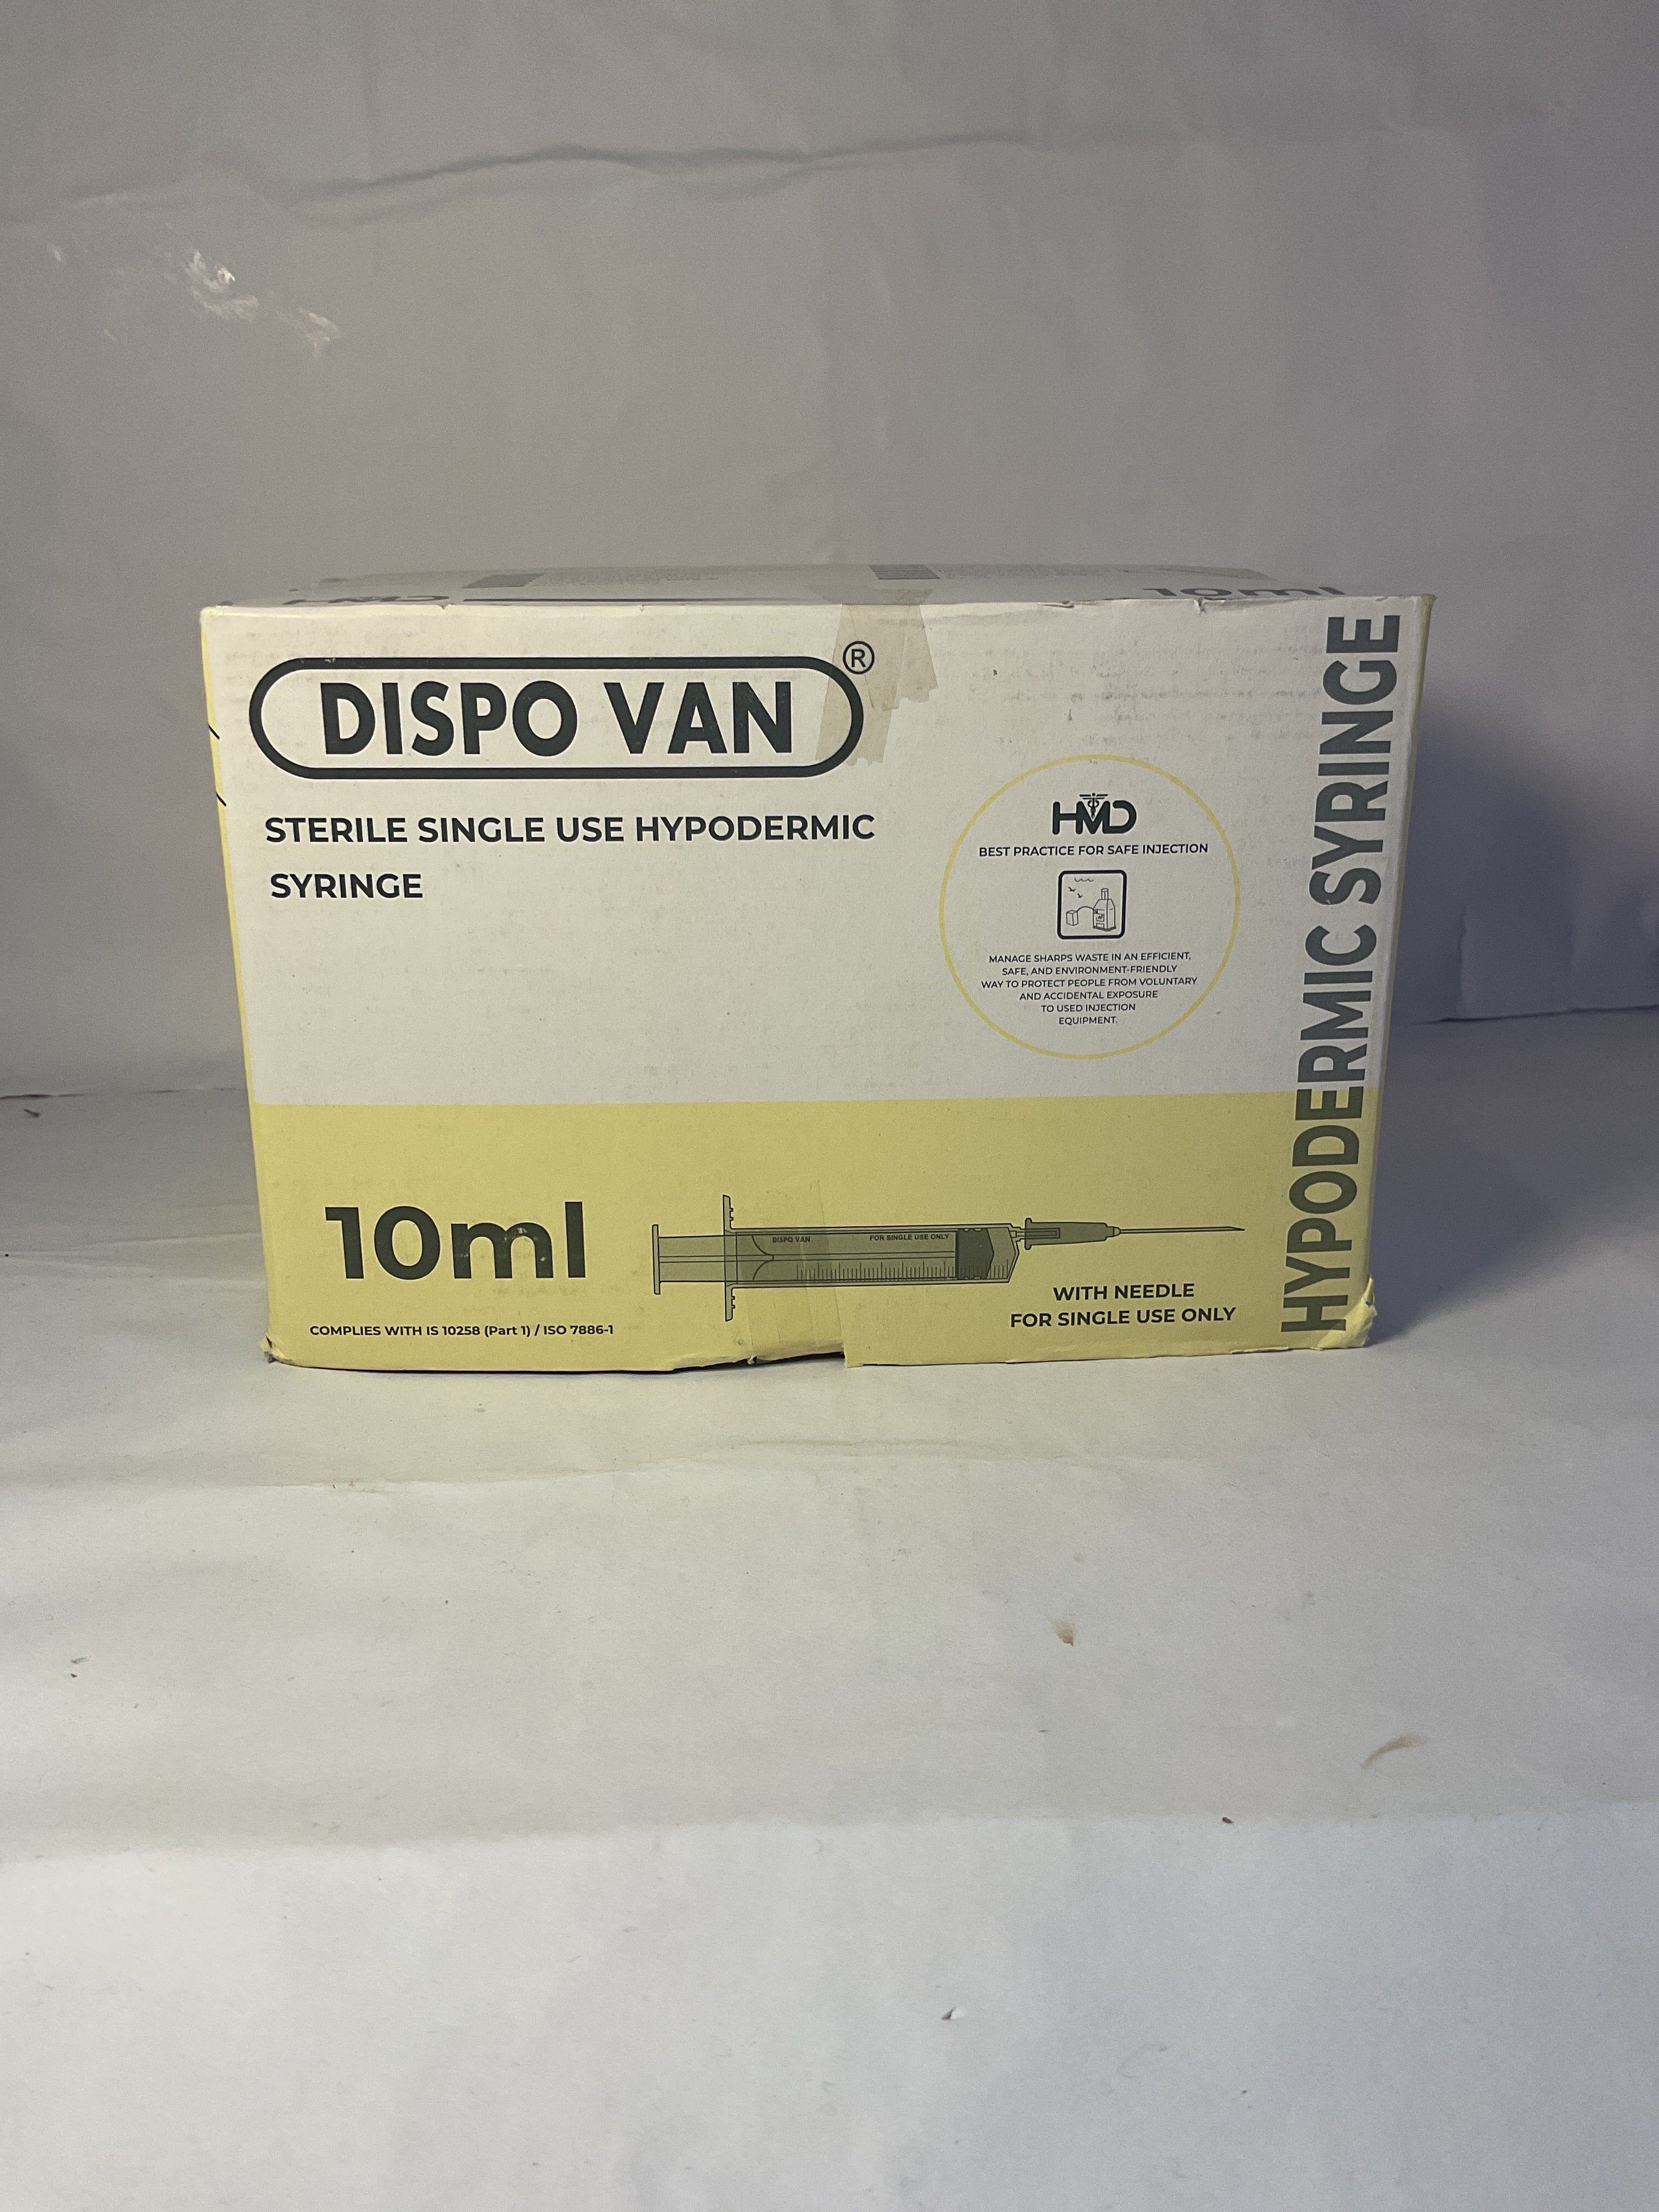 HMD
10ml
DISPO VAN®
STERILE SINGLE USE HYPODERMIC
SYRINGE
HMD
BEST PRACTICE FOR SAFE INJECTION
MANAGE SHARPS WASTE IN AN EFFICIENT,
SAFE, AND ENVIRONMENT-FRIENDLY
WAY TO PROTECT PEOPLE FROM VOLUNTARY
AND ACCIDENTAL EXPOSURE
TO USED INJECTION
EQUIPMENT.
10ml
DISPO VAN
FOR SINGLE USE ONLY
WITH NEEDLE
FOR SINGLE USE ONLY
COMPLIES WITH IS 10258 (Part 1) / ISO 7886-1
HYPODERMIC SYRINGE